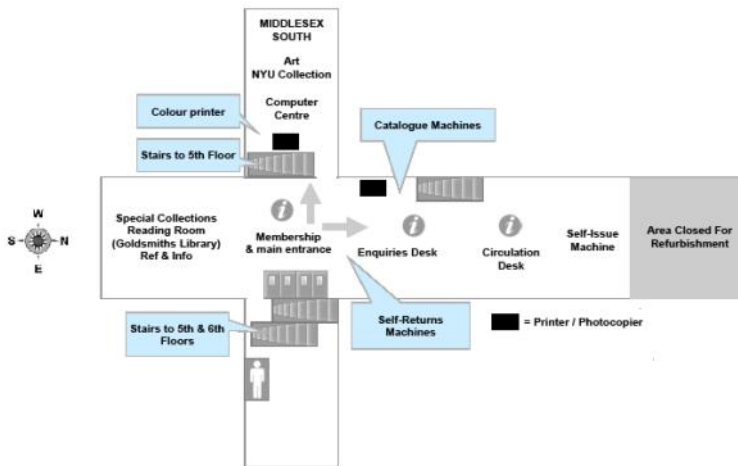 MIDDLESEX
SOUTH
Art
NYU Collection
Computer
Centre
Colour printer
Catalogue Machines
Stairs to 5th Floor
W
S
N
E
Special Collections
Reading Room
(Goldsmiths Library)
Ref & Info
i
Membership
& main entrance
i
Enquiries Desk
i
Circulation
Desk
Self-Issue
Machine
Area Closed For
Refurbishment
Stairs to 5th & 6th
Floors
Self-Returns
Machines
= Printer / Photocopier